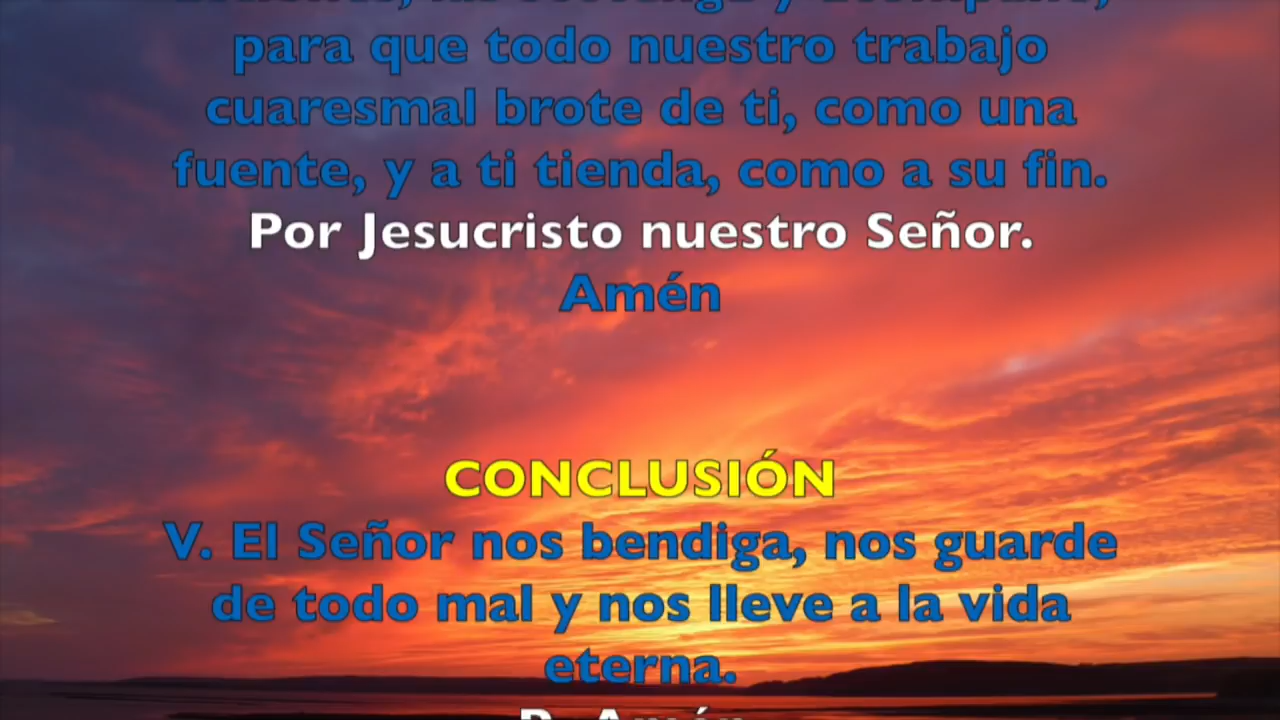 para que todo nuestro trabajo
cuaresmal brote de ti, como una
fuente, y a ti tienda, como a su fin.
Por Jesucristo nuestro Señor.
Amén
CONCLUSIÓN
V. El Señor nos bendiga, nos guarde
de todo mal y nos lleve a la vida
eterna.